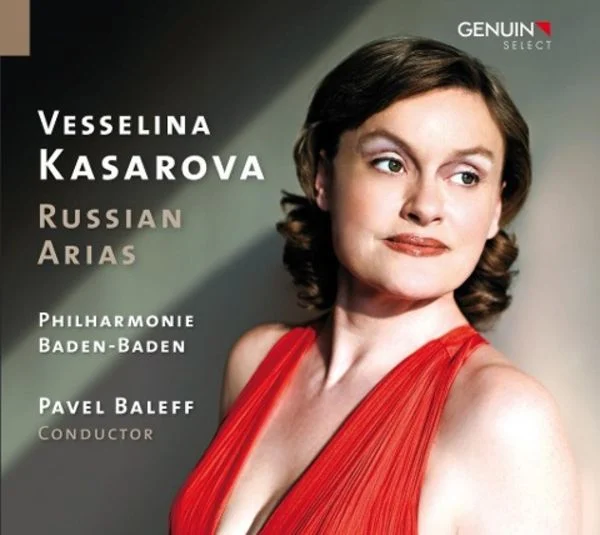 GENUIN
SELECT
VESSELINA
KASAROVA
RUSSIAN
ARIAS
PHILHARMONIE
BADEN-BADEN
PAVEL BALEFF
CONDUCTOR